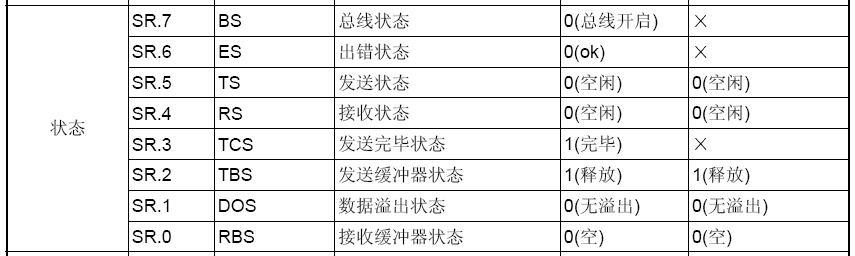 SR.7 BS 总线状态 0(总线开启) ×
SR.6 ES 出错状态 0(ok) ×
SR.5 TS 发送状态 0(空闲) 0(空闲)
状态 SR.4 RS 接收状态 0(空闲) 0(空闲)
SR.3 TCS 发送完毕状态 1(完毕) ×
SR.2 TBS 发送缓冲器状态 1(释放) 1(释放)
SR.1 DOS 数据溢出状态 0(无溢出) 0(无溢出)
SR.0 RBS 接收缓冲器状态 0(空) 0(空)